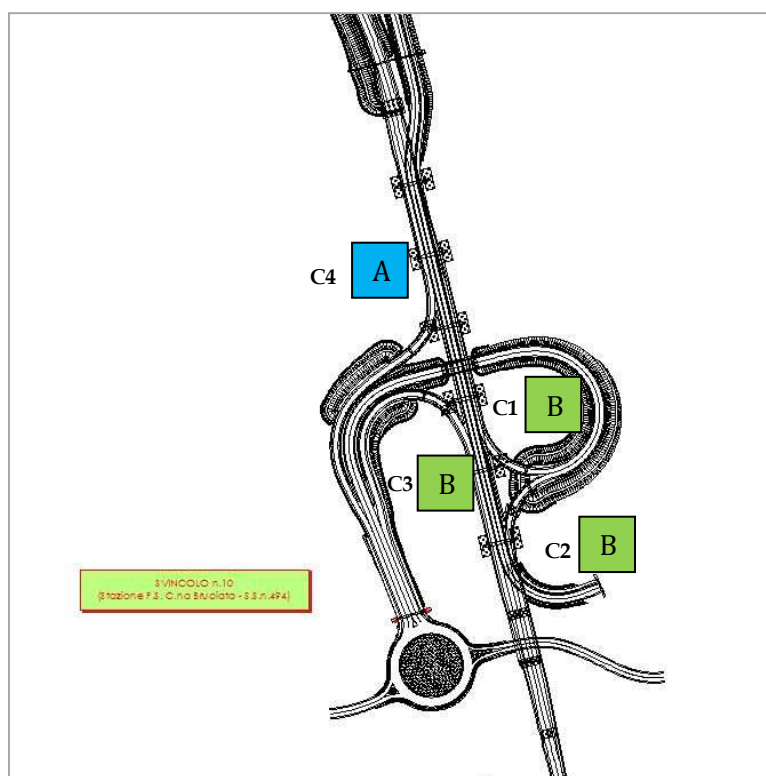 C4 A
C1 B
C3 B
C2 B
SVINCOLO n.10
(Stazione F.S. C.na Bruciata - S.S.n.494)